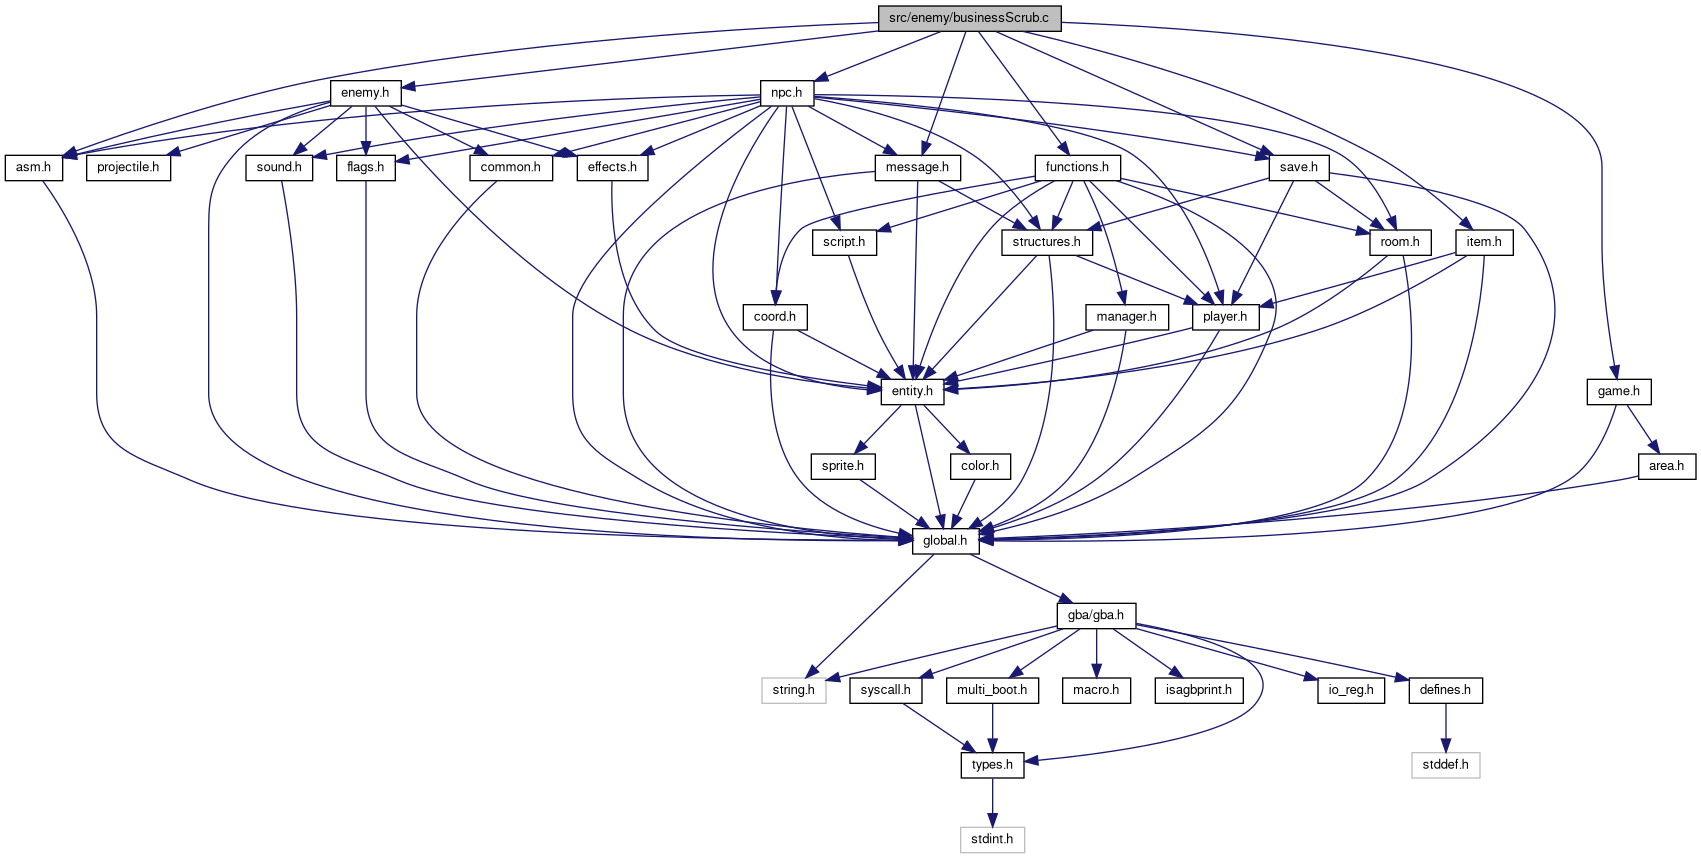 src/enemy/businessScrub.c
enemy.h
npc.h
asm.h
projectile.h
sound.h
flags.h
common.h
effects.h
message.h
functions.h
save.h
script.h
structures.h
room.h
item.h
coord.h
manager.h
player.h
entity.h
game.h
sprite.h
color.h
area.h
global.h
gba/gba.h
string.h
syscall.h
multi_boot.h
macro.h
isagbprint.h
io_reg.h
defines.h
types.h
stddef.h
stdint.h